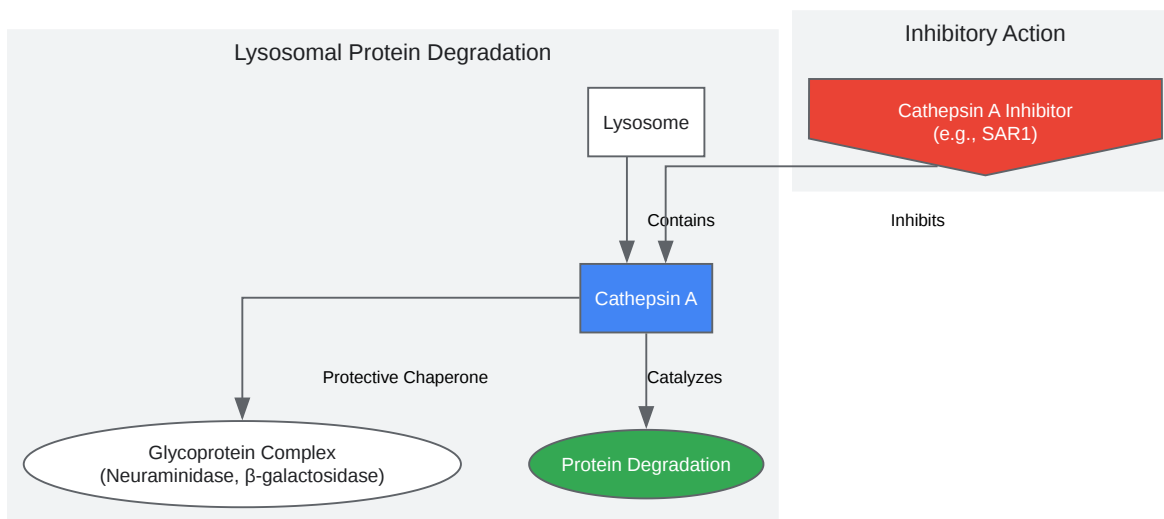 Inhibitory Action
Lysosomal Protein Degradation
Lysosome
Cathepsin A Inhibitor
(e.g., SAR1)
Contains
Inhibits
Cathepsin A
Protective Chaperone
Catalyzes
Glycoprotein Complex
(Neuraminidase, β-galactosidase)
Protein Degradation